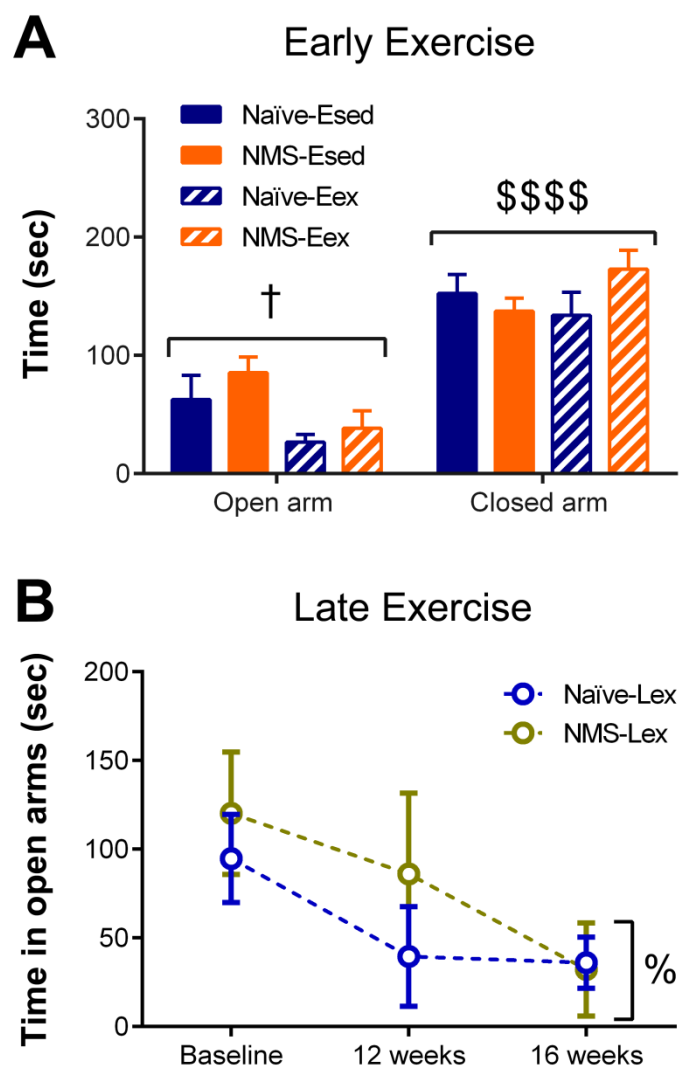 A
Early Exercise
Time (sec)
300
200
100
0
Naïve-Esed
NMS-Esed
Naïve-Eex
NMS-Eex
†
$$$$
Open arm
Closed arm
B
Late Exercise
Time in open arms (sec)
200
150
100
50
0
Naïve-Lex
NMS-Lex
%
Baseline
12 weeks
16 weeks